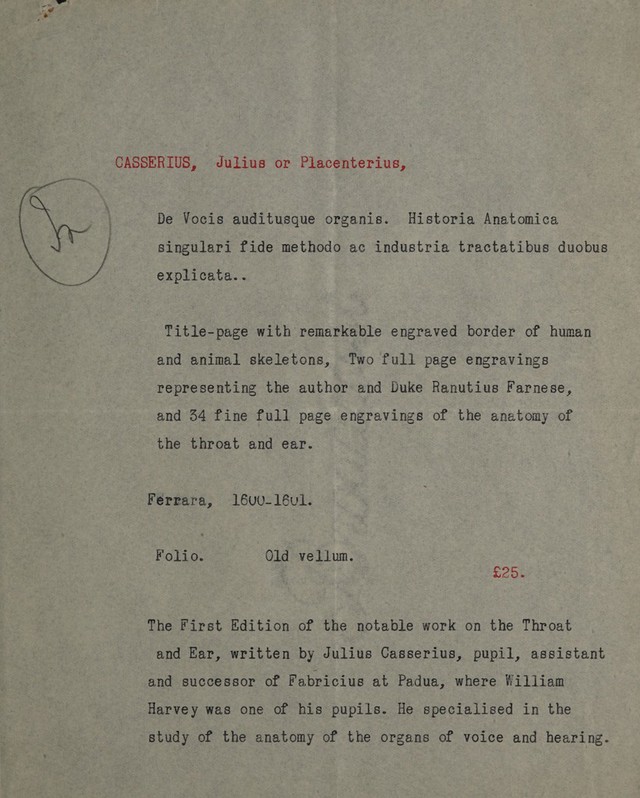 CASSERIUS, Julius or Placenterius,
De Vocis auditusque organis. Historia Anatomica
singulari fide methodo ac industria tractatibus duobus
explicata..
Title-page with remarkable engraved border of human
and animal skeletons, Two full page engravings
representing the author and Duke Ranutius Farnese,
and 34 fine full page engravings of the anatomy of
the throat and ear.
Ferrara, 1600-1601.
Folio. Old vellum.
£25.
The First Edition of the notable work on the Throat
and Ear, written by Julius Casserius, pupil, assistant
and successor of Fabricius at Padua, where William
Harvey was one of his pupils. He specialised in the
study of the anatomy of the organs of voice and hearing.